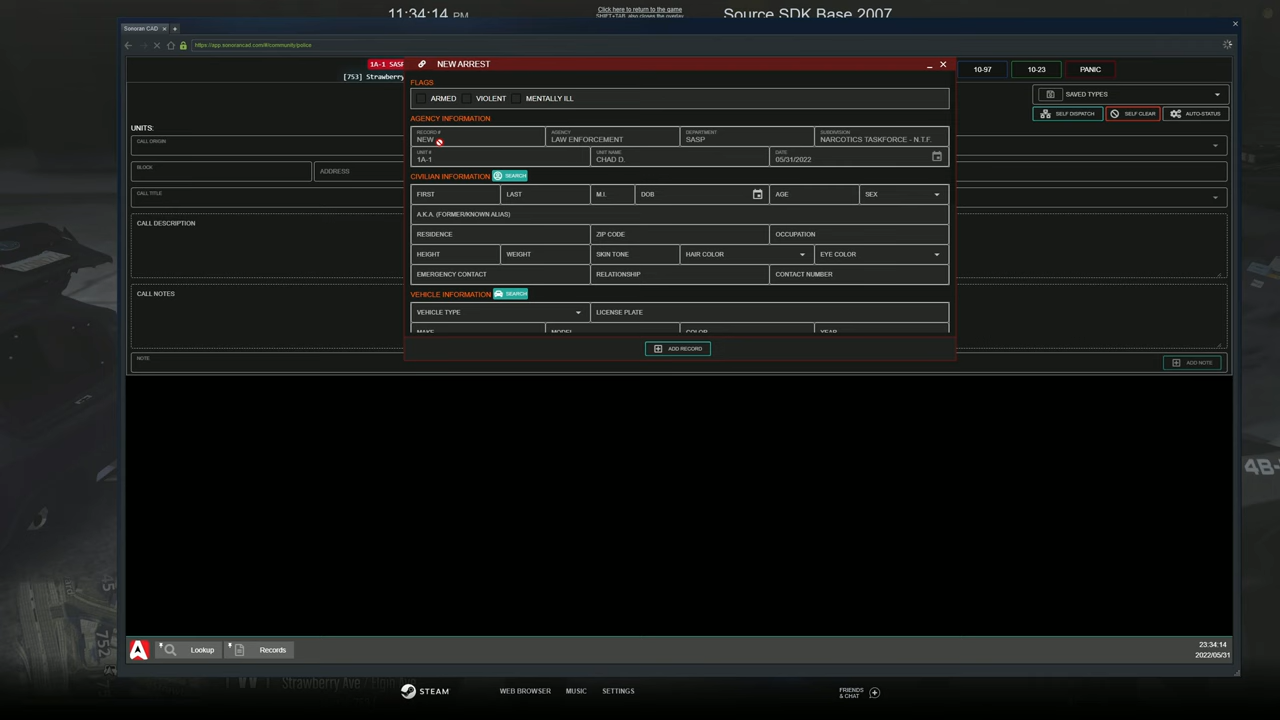 11:34:14 PM
Click here to return to the game
SHIFT+TAB also closes the overlay
Source SDK Base 2007
Sonoran CAD
https://app.sonorancad.com/#/community/police
1A-1 SASP
NEW ARREST
10-97
10-23
PANIC
[753] Strawberry
FLAGS
ARMED
VIOLENT
MENTALLY ILL
SAVED TYPES
SELF DISPATCH
SELF CLEAR
AUTO-STATUS
AGENCY INFORMATION
UNITS:
RECORD #
NEW
AGENCY
LAW ENFORCEMENT
DEPARTMENT
SASP
SUBDIVISION
NARCOTICS TASKFORCE - N.T.F.
CALL ORIGIN
UNIT #
1A-1
UNIT NAME
CHAD D.
DATE
05/31/2022
BLOCK
ADDRESS
CIVILIAN INFORMATION
SEARCH
CALL TITLE
FIRST
LAST
M.I.
DOB
AGE
SEX
A.K.A. (FORMER/KNOWN ALIAS)
CALL DESCRIPTION
RESIDENCE
ZIP CODE
OCCUPATION
HEIGHT
WEIGHT
SKIN TONE
HAIR COLOR
EYE COLOR
EMERGENCY CONTACT
RELATIONSHIP
CONTACT NUMBER
CALL NOTES
VEHICLE INFORMATION
SEARCH
VEHICLE TYPE
LICENSE PLATE
MAKE
MODEL
COLOR
YEAR
ADD RECORD
NOTE
ADD NOTE
Lookup
Records
23:34:14
2022/05/31
Strawberry Ave / Elgin Ave
STEAM
WEB BROWSER
MUSIC
SETTINGS
FRIENDS
& CHAT